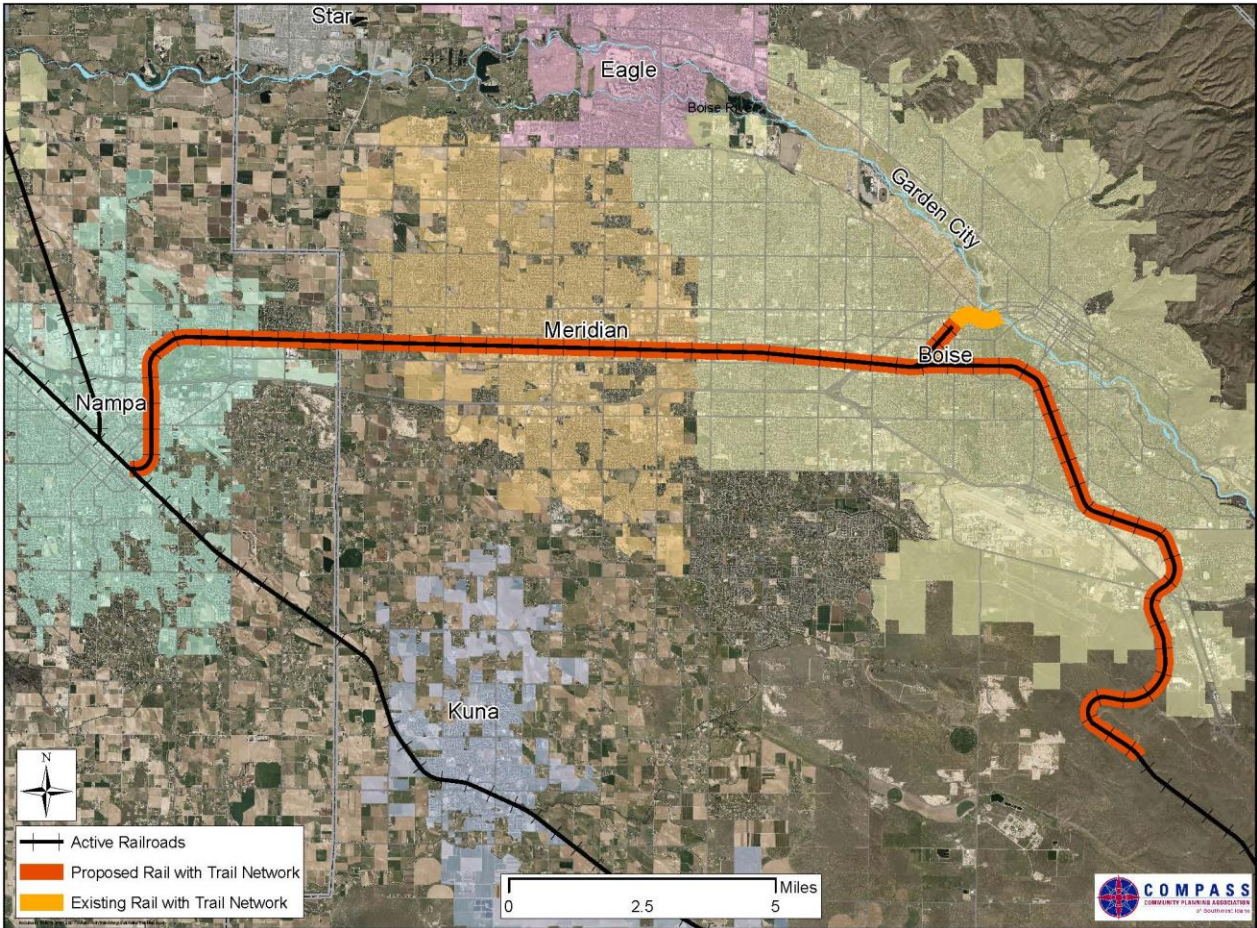 Star
Eagle
Boise River
Garden City
Meridian
Boise
Nampa
Kuna
N
Active Railroads
Proposed Rail with Trail Network
Existing Rail with Trail Network
Miles
0 2.5 5
COMPASS
COMMUNITY PLANNING ASSOCIATION
of Southwest Idaho